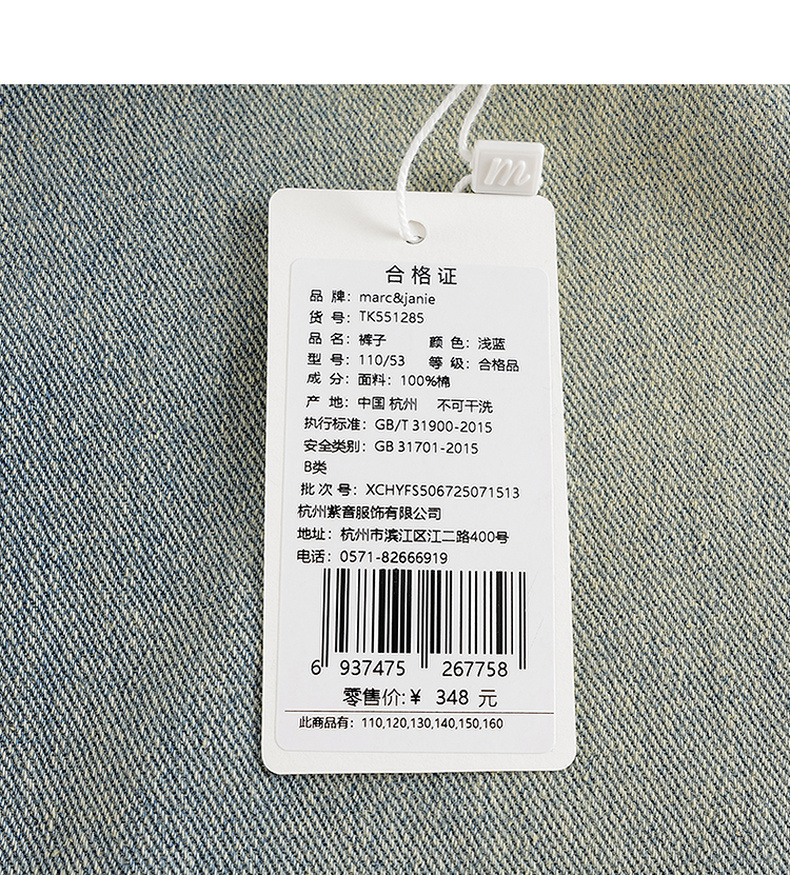 m
合格证
品 牌：marc&janie
货 号：TK551285
品 名：裤子 颜 色：浅蓝
型 号：110/53 等 级：合格品
成 分：面料：100%棉
产 地：中国 杭州 不可干洗
执行标准：GB/T 31900-2015
安全类别：GB 31701-2015
B类
批 次 号：XCHYFS506725071513
杭州紫音服饰有限公司
地址：杭州市滨江区江二路400号
电话：0571-82666919
6 937475 267758
零售价:￥ 348 元
此商品有：110,120,130,140,150,160